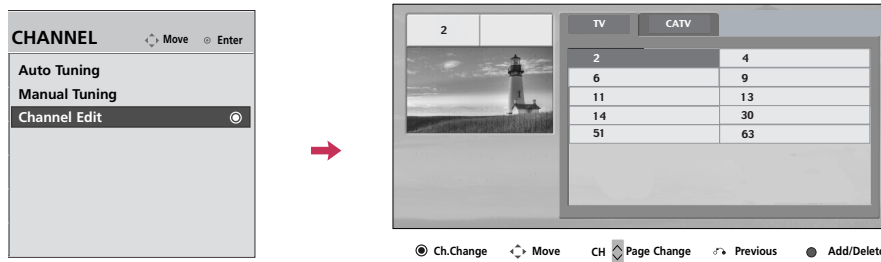 CHANNEL Move Enter
Auto Tuning
Manual Tuning
Channel Edit
2
TV CATV
2 4
6 9
11 13
14 30
51 63
Ch.Change Move CH Page Change Previous Add/Delete